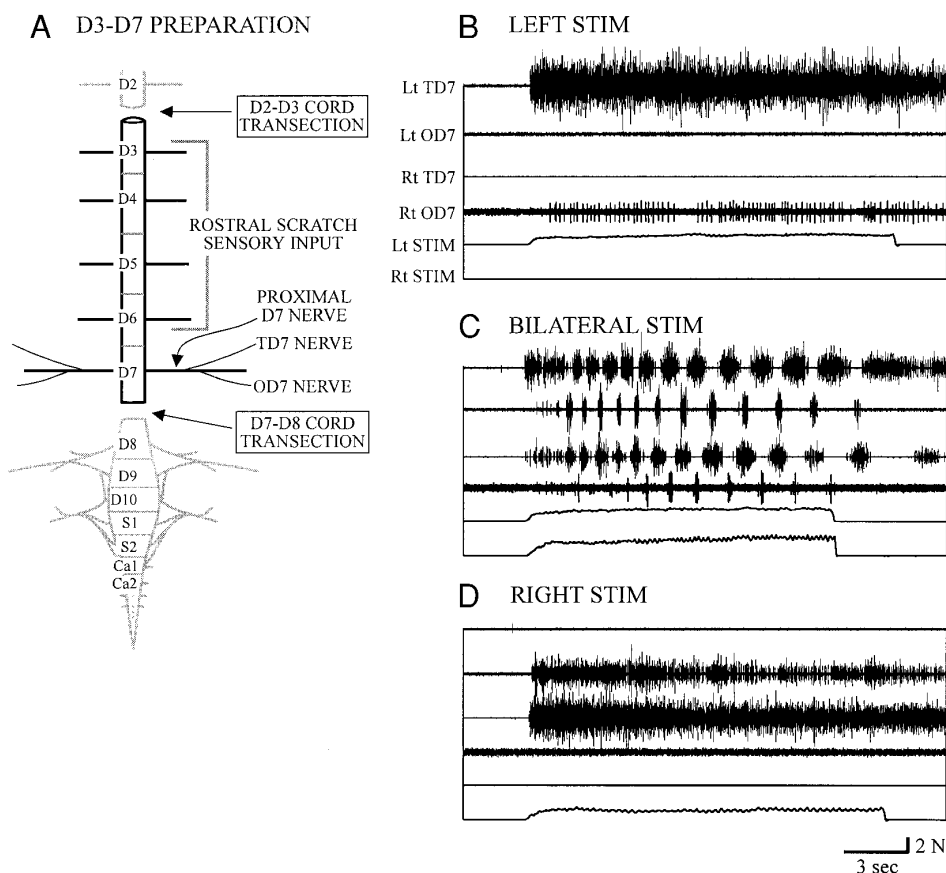 A D3-D7 PREPARATION
D2
D2-D3 CORD
TRANSECTION
D3
D4
ROSTRAL SCRATCH
SENSORY INPUT
D5
D6
PROXIMAL
D7 NERVE
TD7 NERVE
D7
OD7 NERVE
D7-D8 CORD
TRANSECTION
D8
D9
D10
S1
S2
Ca1
Ca2
B LEFT STIM
Lt TD7
Lt OD7
Rt TD7
Rt OD7
Lt STIM
Rt STIM
C BILATERAL STIM
D RIGHT STIM
2 N
3 sec